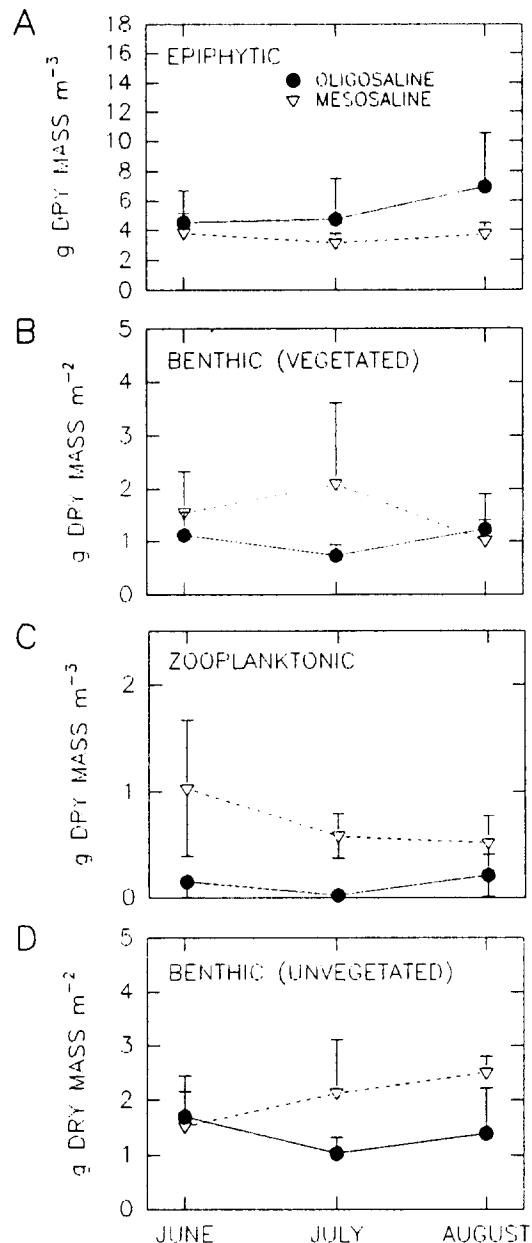 A
18
16
14
12
10
8
6
4
2
0
g DRY MASS m⁻³
EPIPHYTIC
OLIGOSALINE
MESOSALINE
B
5
4
3
2
1
0
g DRY MASS m⁻²
BENTHIC (VEGETATED)
C
2
1
0
g DRY MASS m⁻³
ZOOPLANKTONIC
D
5
4
3
2
1
0
g DRY MASS m⁻²
BENTHIC (UNVEGETATED)
JUNE JULY AUGUST